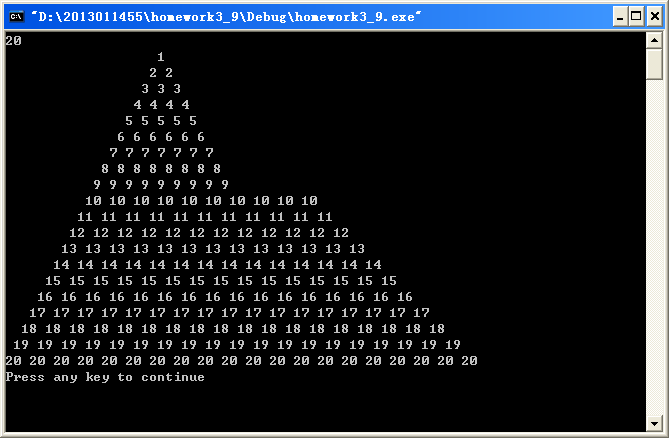 "D:\2013011455\homework3_9\Debug\homework3_9.exe"
20
1
2 2
3 3 3
4 4 4 4
5 5 5 5 5
6 6 6 6 6 6
7 7 7 7 7 7 7
8 8 8 8 8 8 8 8
9 9 9 9 9 9 9 9 9
10 10 10 10 10 10 10 10 10 10
11 11 11 11 11 11 11 11 11 11 11
12 12 12 12 12 12 12 12 12 12 12 12
13 13 13 13 13 13 13 13 13 13 13 13 13
14 14 14 14 14 14 14 14 14 14 14 14 14 14
15 15 15 15 15 15 15 15 15 15 15 15 15 15 15
16 16 16 16 16 16 16 16 16 16 16 16 16 16 16 16
17 17 17 17 17 17 17 17 17 17 17 17 17 17 17 17 17
18 18 18 18 18 18 18 18 18 18 18 18 18 18 18 18 18 18
19 19 19 19 19 19 19 19 19 19 19 19 19 19 19 19 19 19 19
20 20 20 20 20 20 20 20 20 20 20 20 20 20 20 20 20 20 20 20
Press any key to continue